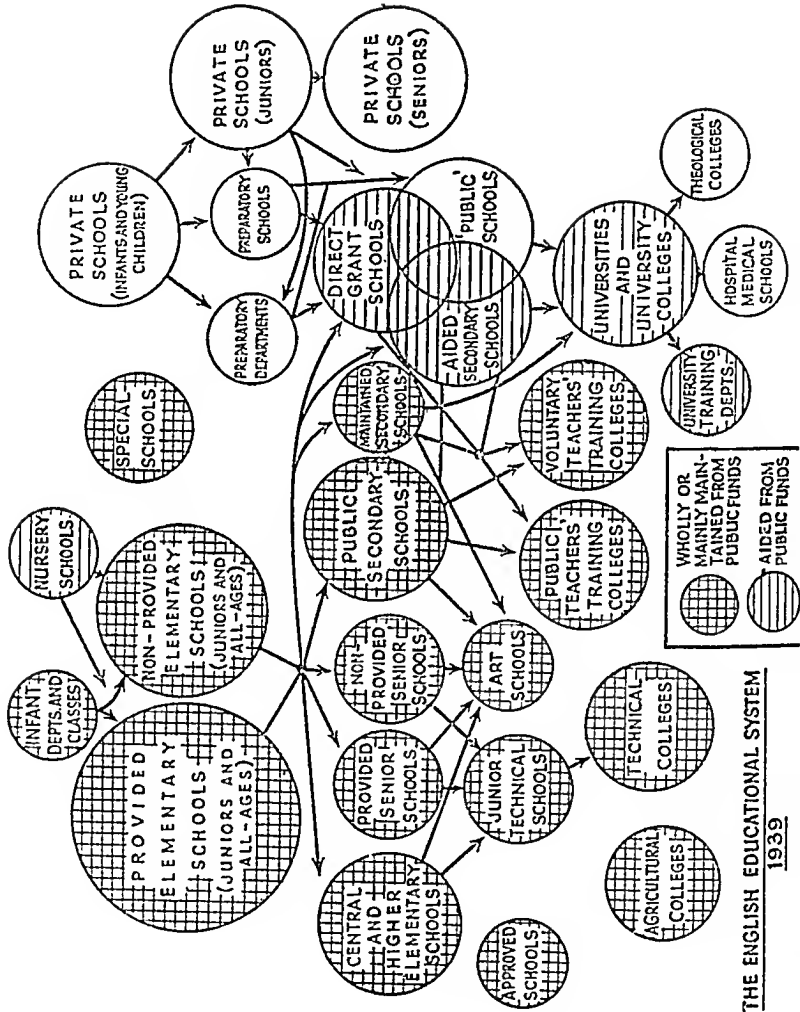 INFANT
DEPTS. AND
CLASSES
NURSERY
SCHOOLS
PRIVATE
SCHOOLS
(INFANTS AND YOUNG
CHILDREN)
PROVIDED
ELEMENTARY
SCHOOLS
(JUNIORS AND
ALL-AGES)
NON-PROVIDED
ELEMENTARY
SCHOOLS
(JUNIORS AND
ALL-AGES)
SPECIAL
SCHOOLS
PREPARATORY
DEPARTMENTS
PREPARATORY
SCHOOLS
PRIVATE
SCHOOLS
(JUNIORS)
PRIVATE
SCHOOLS
(SENIORS)
CENTRAL
AND
HIGHER
ELEMENTARY
SCHOOLS
PROVIDED
SENIOR
SCHOOLS
NON-
PROVIDED
SENIOR
SCHOOLS
PUBLIC
SECONDARY
SCHOOLS
MAINTAINED
SECONDARY
SCHOOLS
DIRECT
GRANT
SCHOOLS
AIDED
SECONDARY
SCHOOLS
'PUBLIC'
SCHOOLS
APPROVED
SCHOOLS
JUNIOR
TECHNICAL
SCHOOLS
ART
SCHOOLS
PUBLIC
TEACHERS'
TRAINING
COLLEGES
VOLUNTARY
TEACHERS'
TRAINING
COLLEGES
UNIVERSITIES
AND
UNIVERSITY
COLLEGES
AGRICULTURAL
COLLEGES
TECHNICAL
COLLEGES
UNIVERSITY
TRAINING
DEPTS.
HOSPITAL
MEDICAL
SCHOOLS
THEOLOGICAL
COLLEGES
WHOLLY OR
MAINLY MAIN-
TAINED FROM
PUBLIC FUNDS
AIDED FROM
PUBLIC FUNDS
THE ENGLISH EDUCATIONAL SYSTEM
1939